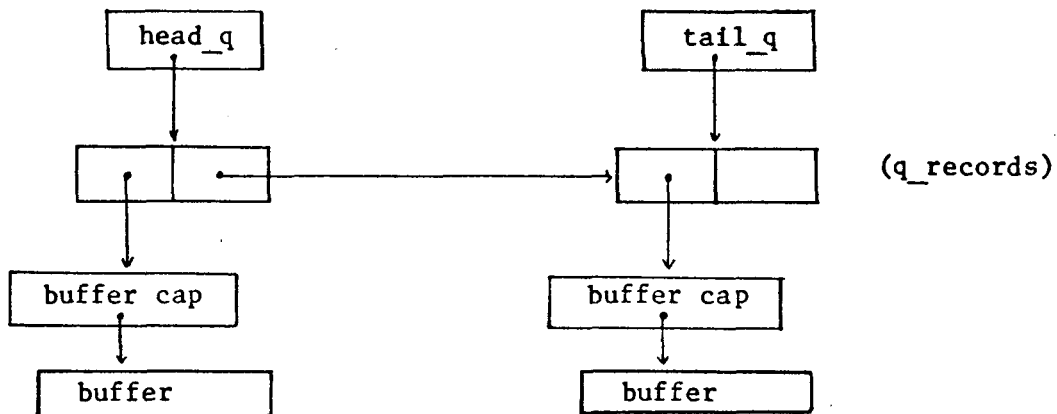 head_q
tail_q
(q_records)
buffer cap
buffer cap
buffer
buffer